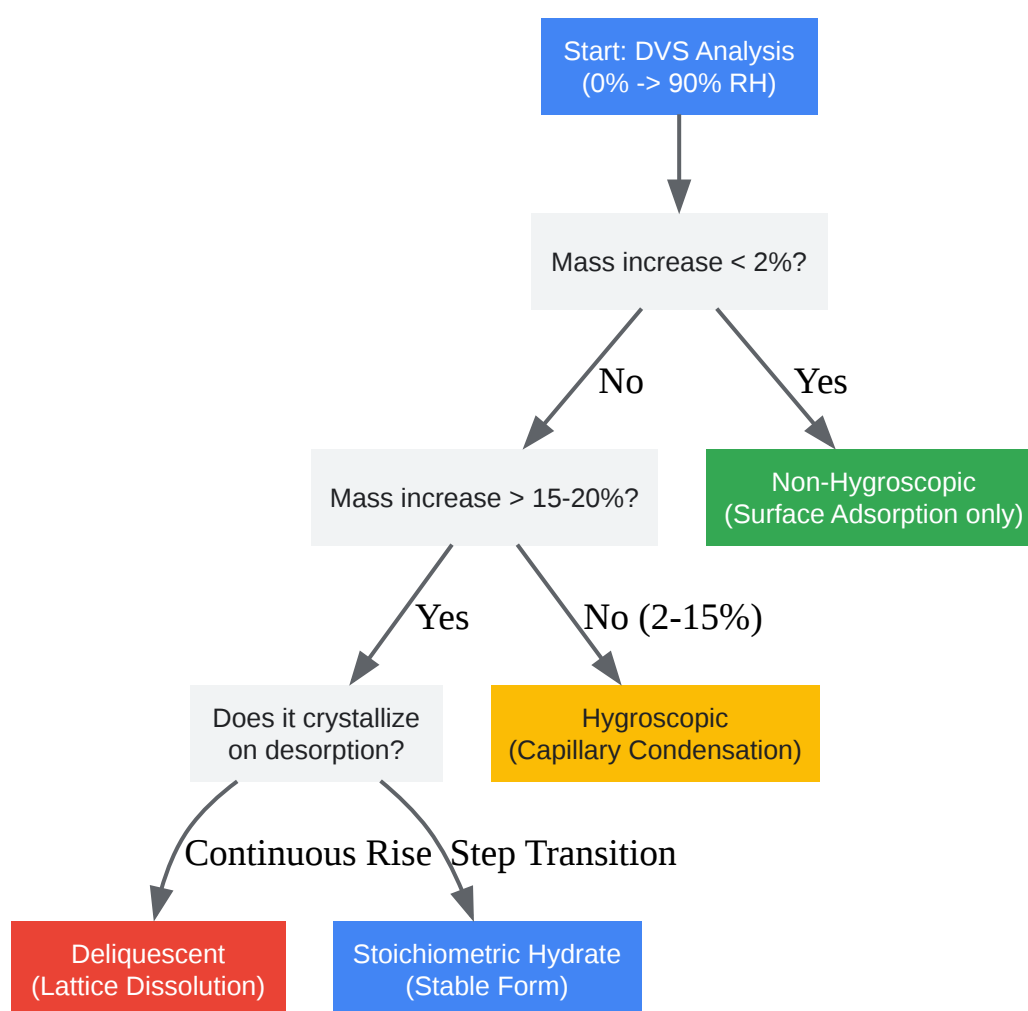 Start: DVS Analysis
(0% -> 90% RH)
Mass increase < 2%?
No
Yes
Mass increase > 15-20%?
Non-Hygroscopic
(Surface Adsorption only)
Yes
No (2-15%)
Does it crystallize
on desorption?
Hygroscopic
(Capillary Condensation)
Continuous Rise
Step Transition
Deliquescent
(Lattice Dissolution)
Stoichiometric Hydrate
(Stable Form)